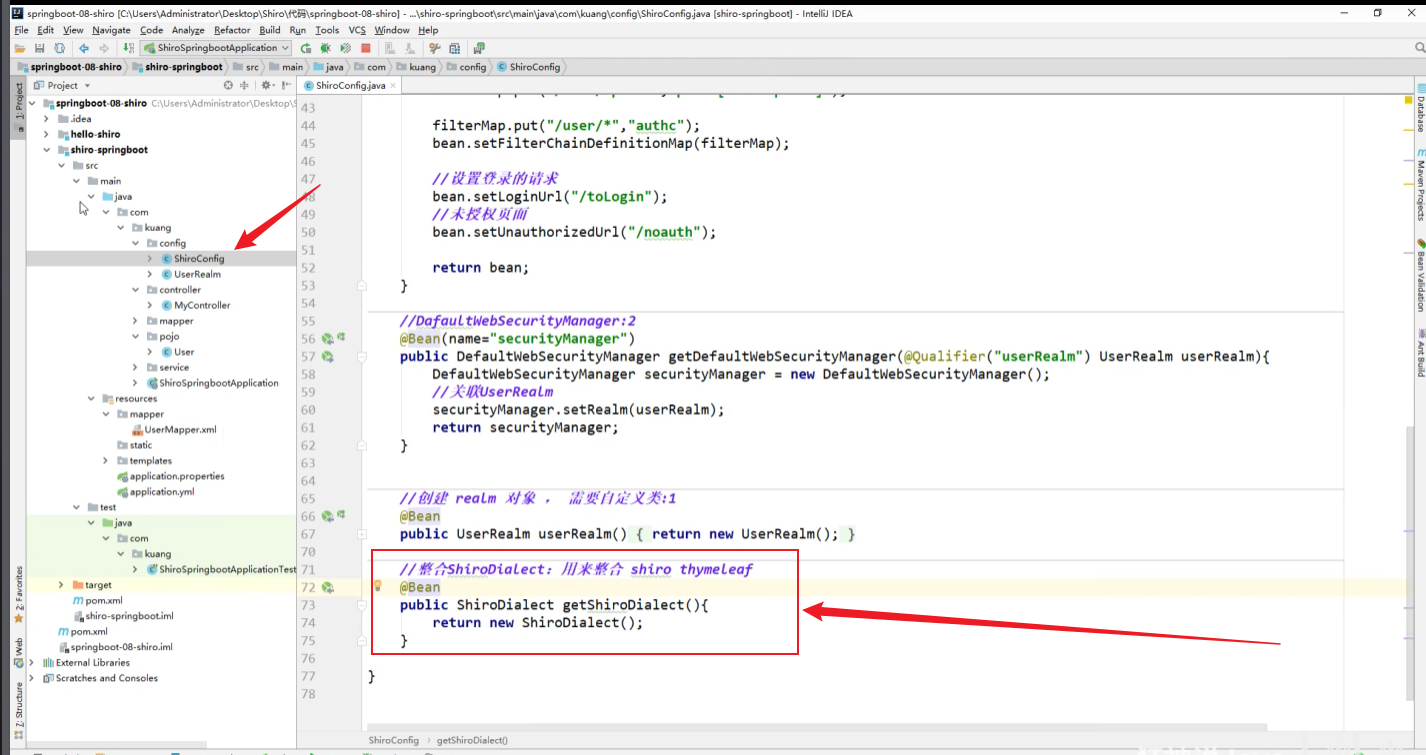 springboot-08-shiro [C:\Users\Administrator\Desktop\Shiro\代码\springboot-08-shiro] - ...\shiro-springboot\src\main\java\com\kuang\config\ShiroConfig.java [shiro-springboot] - IntelliJ IDEA
File Edit View Navigate Code Analyze Refactor Build Run Tools VCS Window Help
ShiroSpringbootApplication
springboot-08-shiro shiro-springboot src main java com kuang config ShiroConfig
Project
ShiroConfig.java
springboot-08-shiro C:\Users\Administrator\Desktop\S
.idea
hello-shiro
shiro-springboot
src
main
java
com
kuang
config
ShiroConfig
UserRealm
controller
MyController
mapper
pojo
User
service
ShiroSpringbootApplication
resources
mapper
UserMapper.xml
static
templates
application.properties
application.yml
test
java
com
kuang
ShiroSpringbootApplicationTest
target
pom.xml
shiro-springboot.iml
pom.xml
springboot-08-shiro.iml
External Libraries
Scratches and Consoles
1: Project
2: Favorites
Web
7: Structure
43
44 filterMap.put("/user/*","authc");
45 bean.setFilterChainDefinitionMap(filterMap);
46
47 //设置登录的请求
48 bean.setLoginUrl("/toLogin");
49 //未授权页面
50 bean.setUnauthorizedUrl("/noauth");
51
52 return bean;
53 }
54
55 //DafaultWebSecurityManager:2
56 @Bean(name="securityManager")
57 public DefaultWebSecurityManager getDefaultWebSecurityManager(@Qualifier("userRealm") UserRealm userRealm){
58 DefaultWebSecurityManager securityManager = new DefaultWebSecurityManager();
59 //关联UserRealm
60 securityManager.setRealm(userRealm);
61 return securityManager;
62 }
63
64
65 //创建 realm 对象 , 需要自定义类:1
66 @Bean
67 public UserRealm userRealm() { return new UserRealm(); }
70
71 //整合ShiroDialect: 用来整合 shiro thymeleaf
72 @Bean
73 public ShiroDialect getShiroDialect(){
74 return new ShiroDialect();
75 }
76
77 }
78
ShiroConfig getShiroDialect()
Database
Maven Projects
Bean Validation
Ant Build